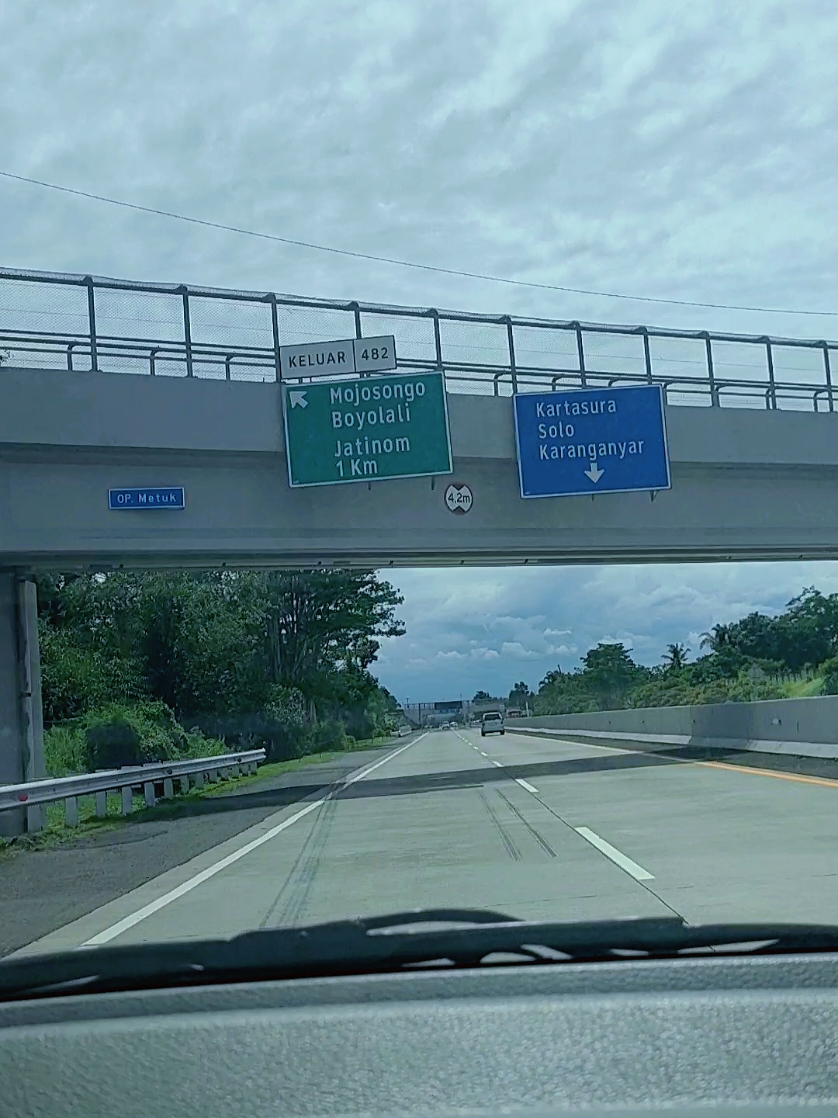 KELUAR 482
Mojosongo
Boyolali
Jatinom
1 Km
Kartasura
Solo
Karanganyar
OP. Metuk
4,2m